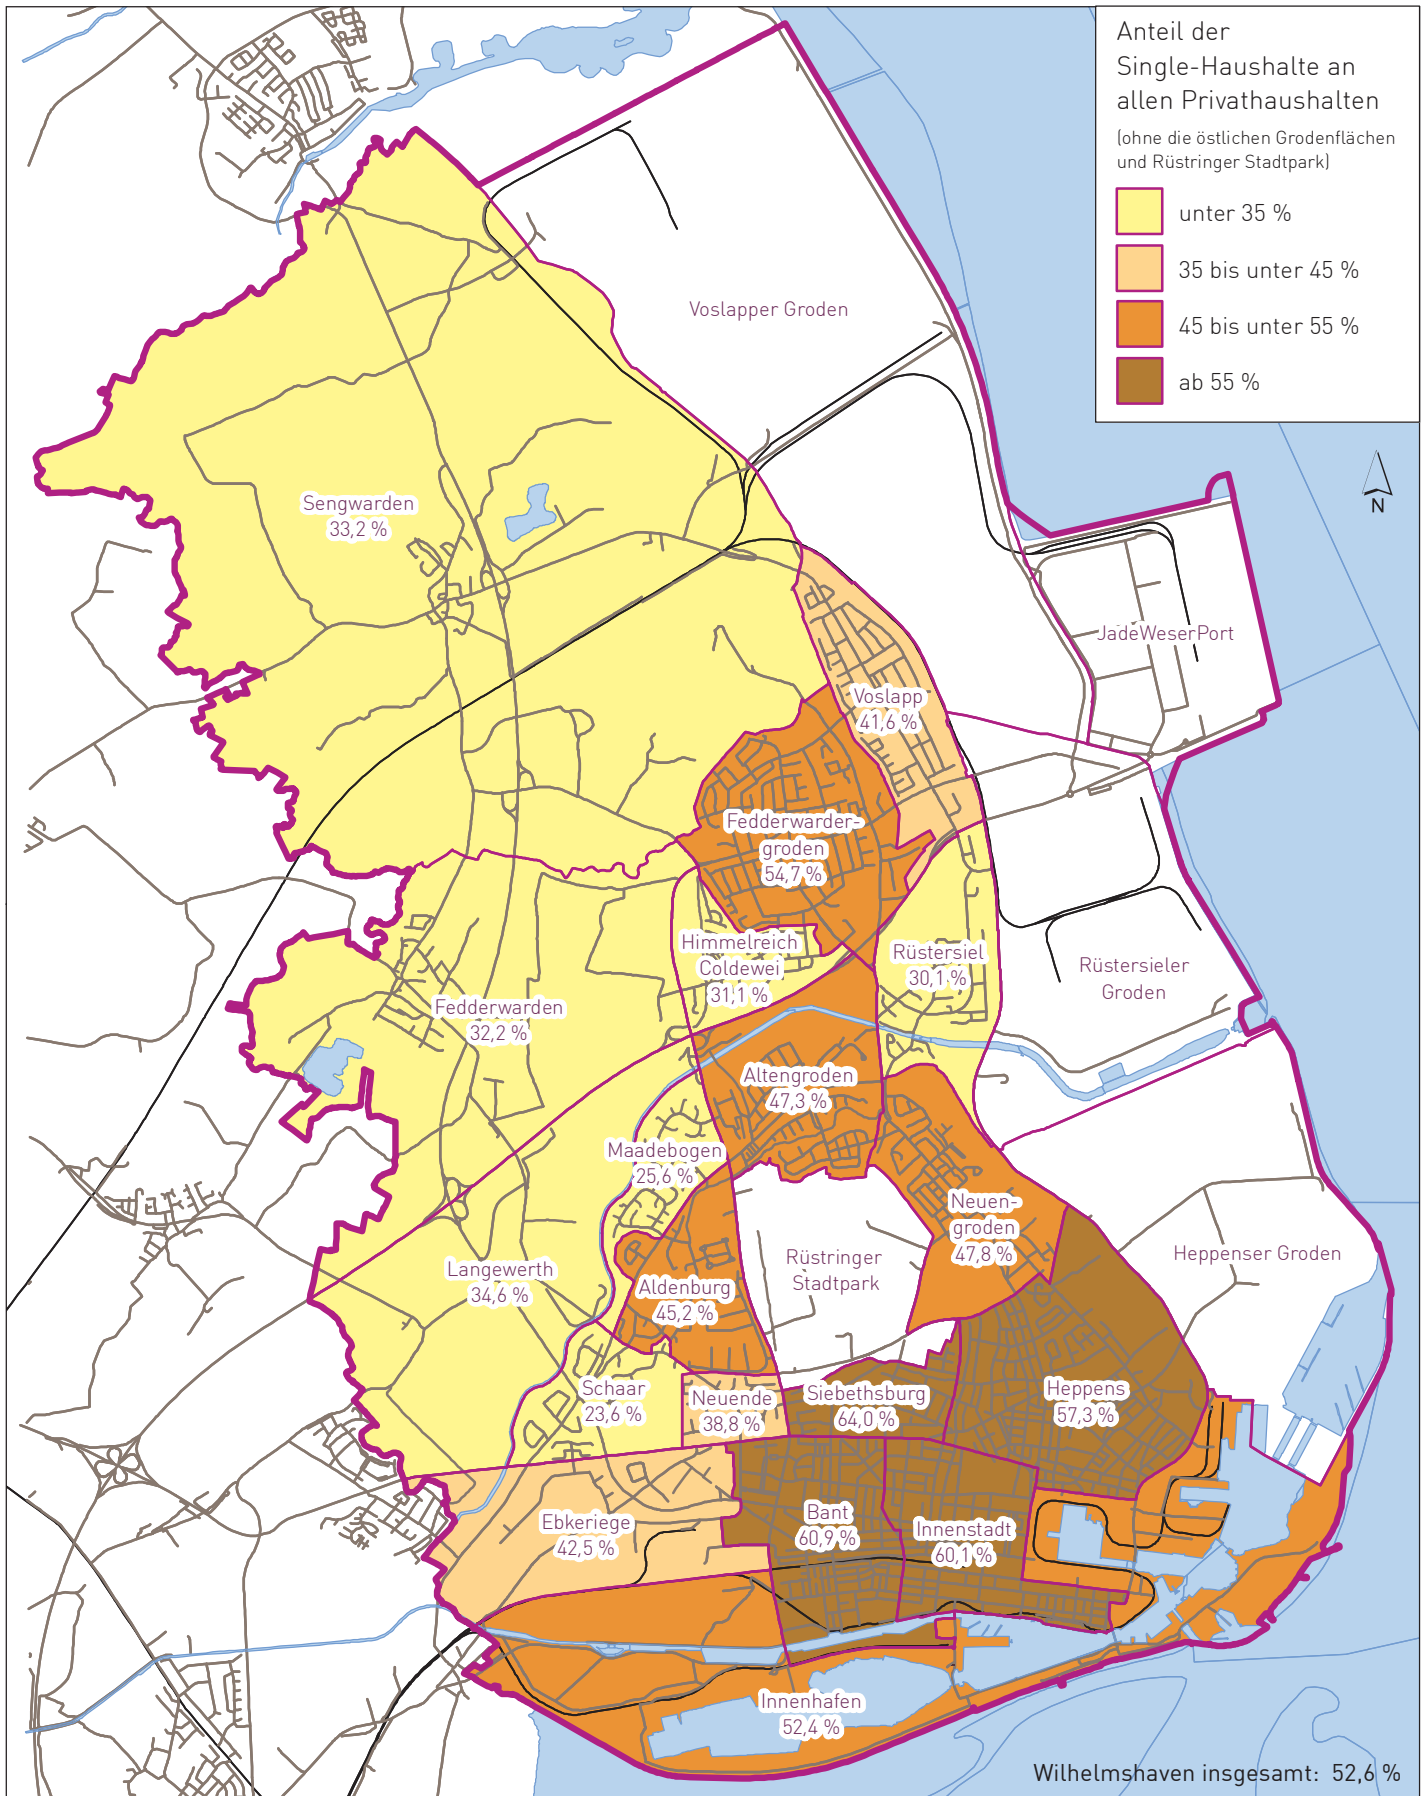 Anteil der
Single-Haushalte an
allen Privathaushalten
(ohne die östlichen Grodenflächen
und Rüstringer Stadtpark)
unter 35 %
35 bis unter 45 %
45 bis unter 55 %
ab 55 %
N
Voslapper Groden
Sengwarden
33,2 %
JadeWeserPort
Voslapp
41,6 %
Fedderwarder-
groden
54,7 %
Himmelreich
Coldewei
31,1 %
Rüstersiel
30,1 %
Rüstersieler
Groden
Fedderwarden
32,2 %
Altengroden
47,3 %
Maadebogen
25,6 %
Neuen-
groden
47,8 %
Rüstringer
Stadtpark
Heppenser Groden
Langewerth
34,6 %
Aldenburg
45,2 %
Schaar
23,6 %
Neuende
38,8 %
Siebethsburg
64,0 %
Heppens
57,3 %
Ebkeriege
42,5 %
Bant
60,9 %
Innenstadt
60,1 %
Innenhafen
52,4 %
Wilhelmshaven insgesamt: 52,6 %